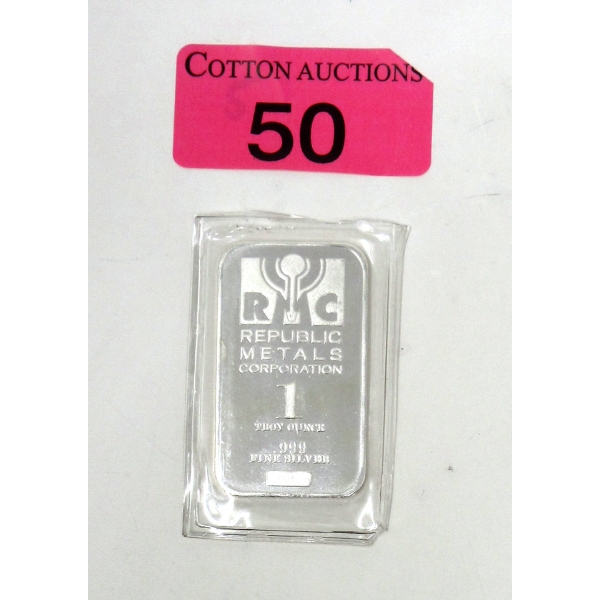 COTTON AUCTIONS
50
RMC
REPUBLIC
METALS
CORPORATION
1
TROY OUNCE
.999
FINE SILVER